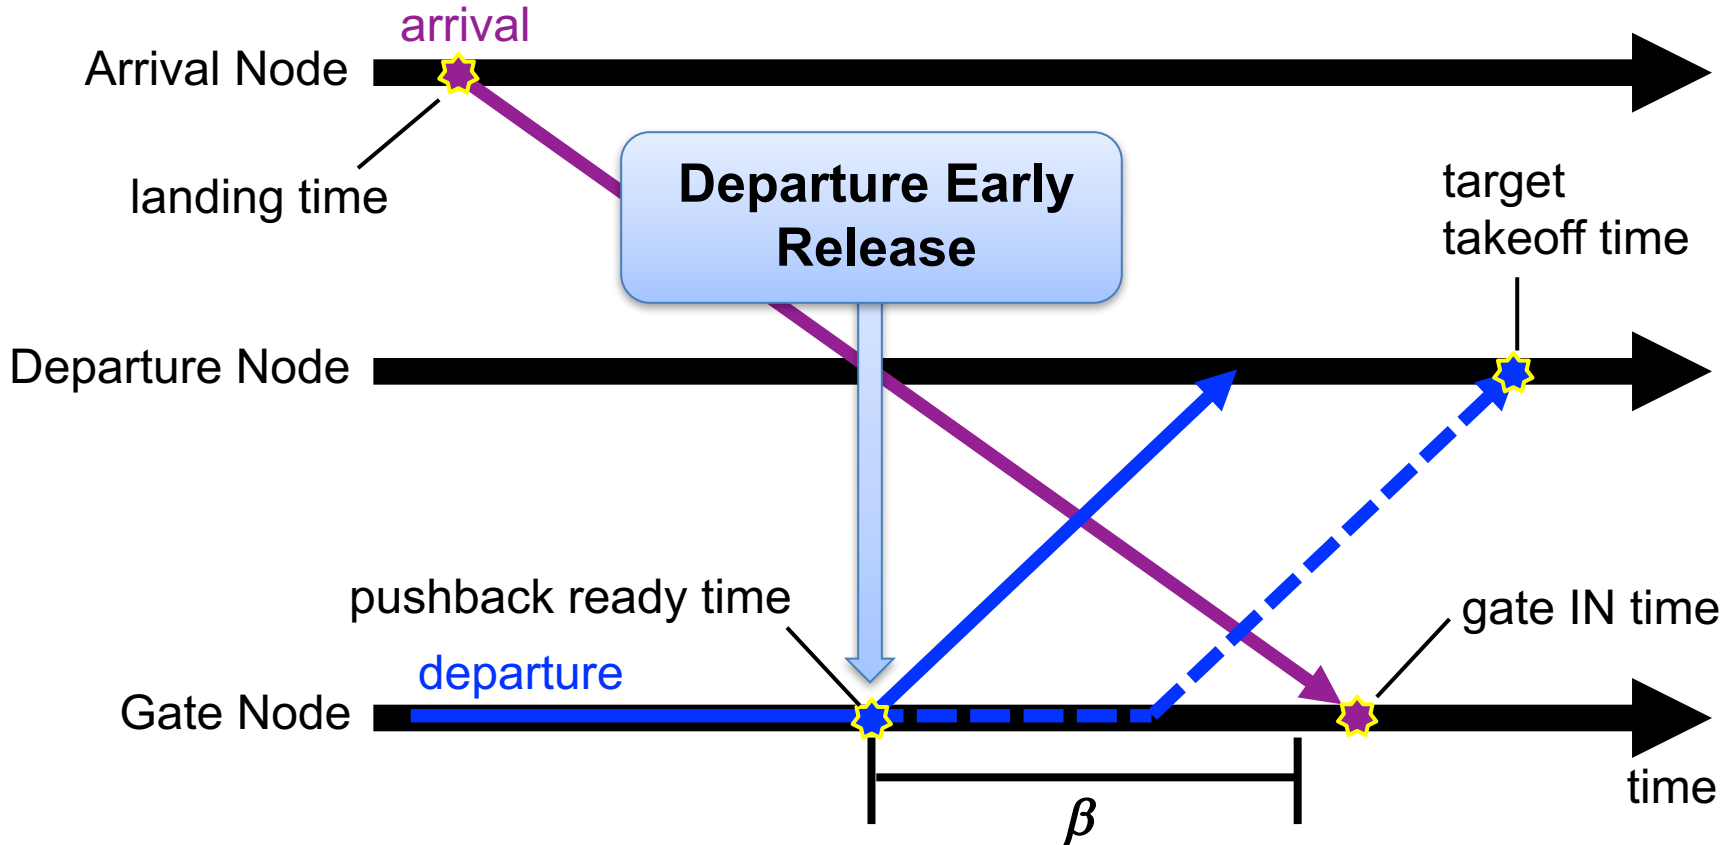 arrival
Arrival Node
landing time
Departure Early
Release
target
takeoff time
Departure Node
pushback ready time
gate IN time
departure
Gate Node
time
β